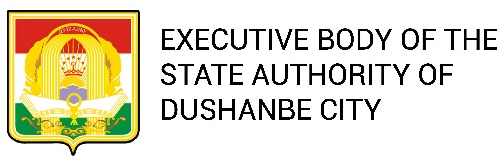 EXECUTIVE BODY OF THE
STATE AUTHORITY OF
DUSHANBE CITY